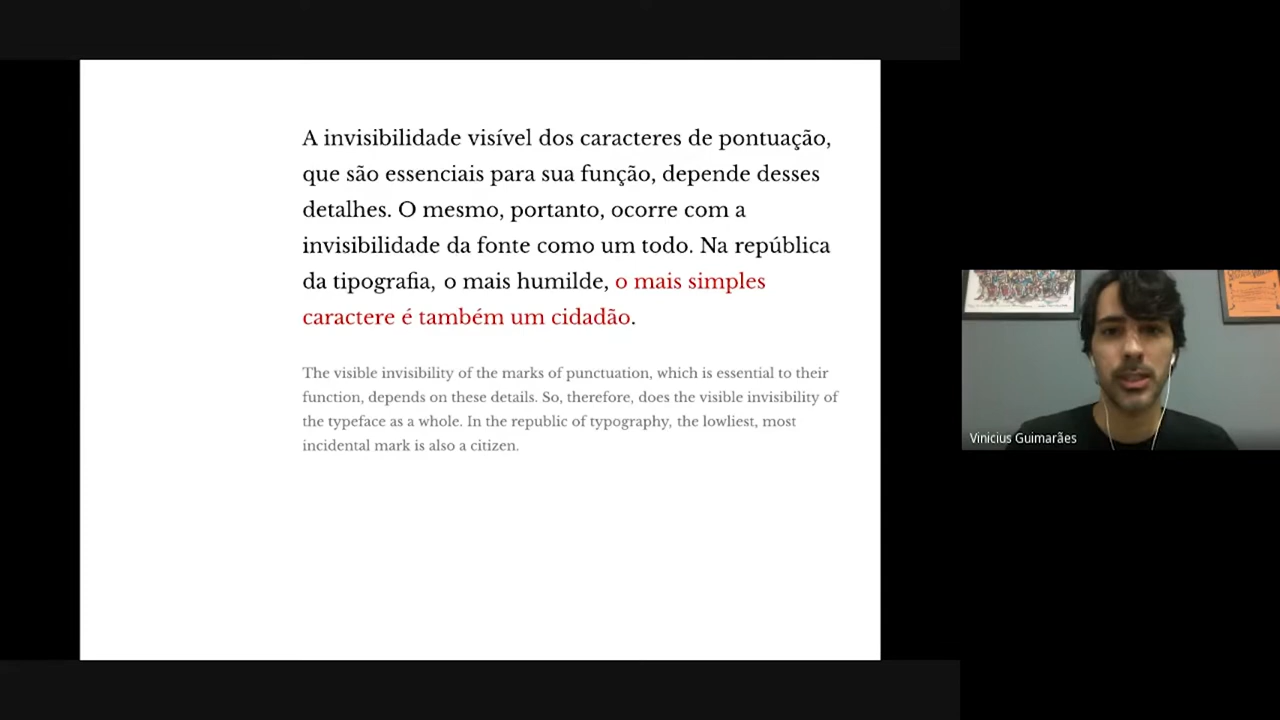 A invisibilidade visível dos caracteres de pontuação,
que são essenciais para sua função, depende desses
detalhes. O mesmo, portanto, ocorre com a
invisibilidade da fonte como um todo. Na república
da tipografia, o mais humilde, o mais simples
caractere é também um cidadão.
The visible invisibility of the marks of punctuation, which is essential to their
function, depends on these details. So, therefore, does the visible invisibility of
the typeface as a whole. In the republic of typography, the lowliest, most
incidental mark is also a citizen.
Vinicius Guimarães